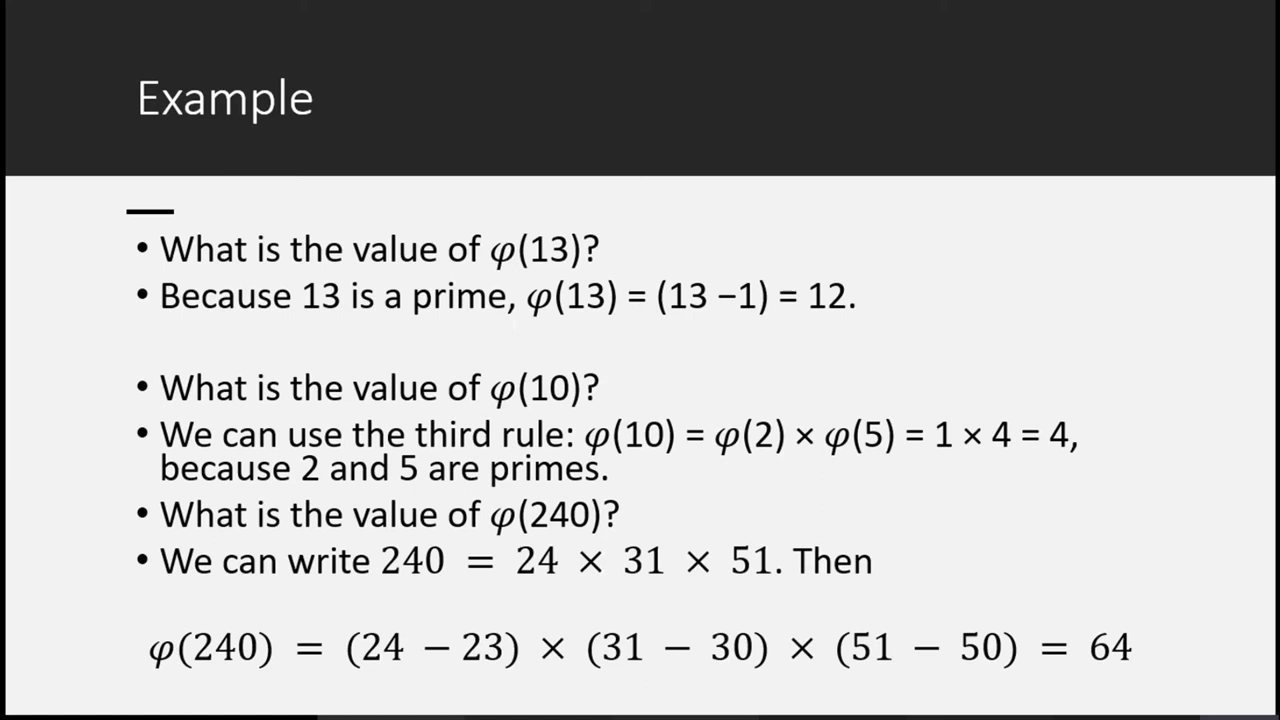 Example
• What is the value of φ(13)?
• Because 13 is a prime, φ(13) = (13 −1) = 12.
• What is the value of φ(10)?
• We can use the third rule: φ(10) = φ(2) × φ(5) = 1 × 4 = 4,
because 2 and 5 are primes.
• What is the value of φ(240)?
• We can write 240 = 24 × 31 × 51. Then
φ(240) = (24 − 23) × (31 − 30) × (51 − 50) = 64